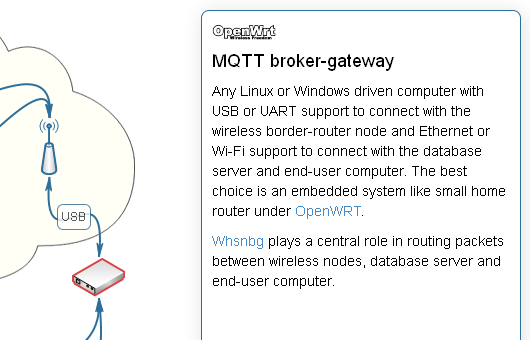 OpenWrt
Wireless Freedom
MQTT broker-gateway
Any Linux or Windows driven computer with
USB or UART support to connect with the
wireless border-router node and Ethernet or
Wi-Fi support to connect with the database
server and end-user computer. The best
choice is an embedded system like small home
router under OpenWRT.
Whsnbg plays a central role in routing packets
between wireless nodes, database server and
end-user computer.
USB